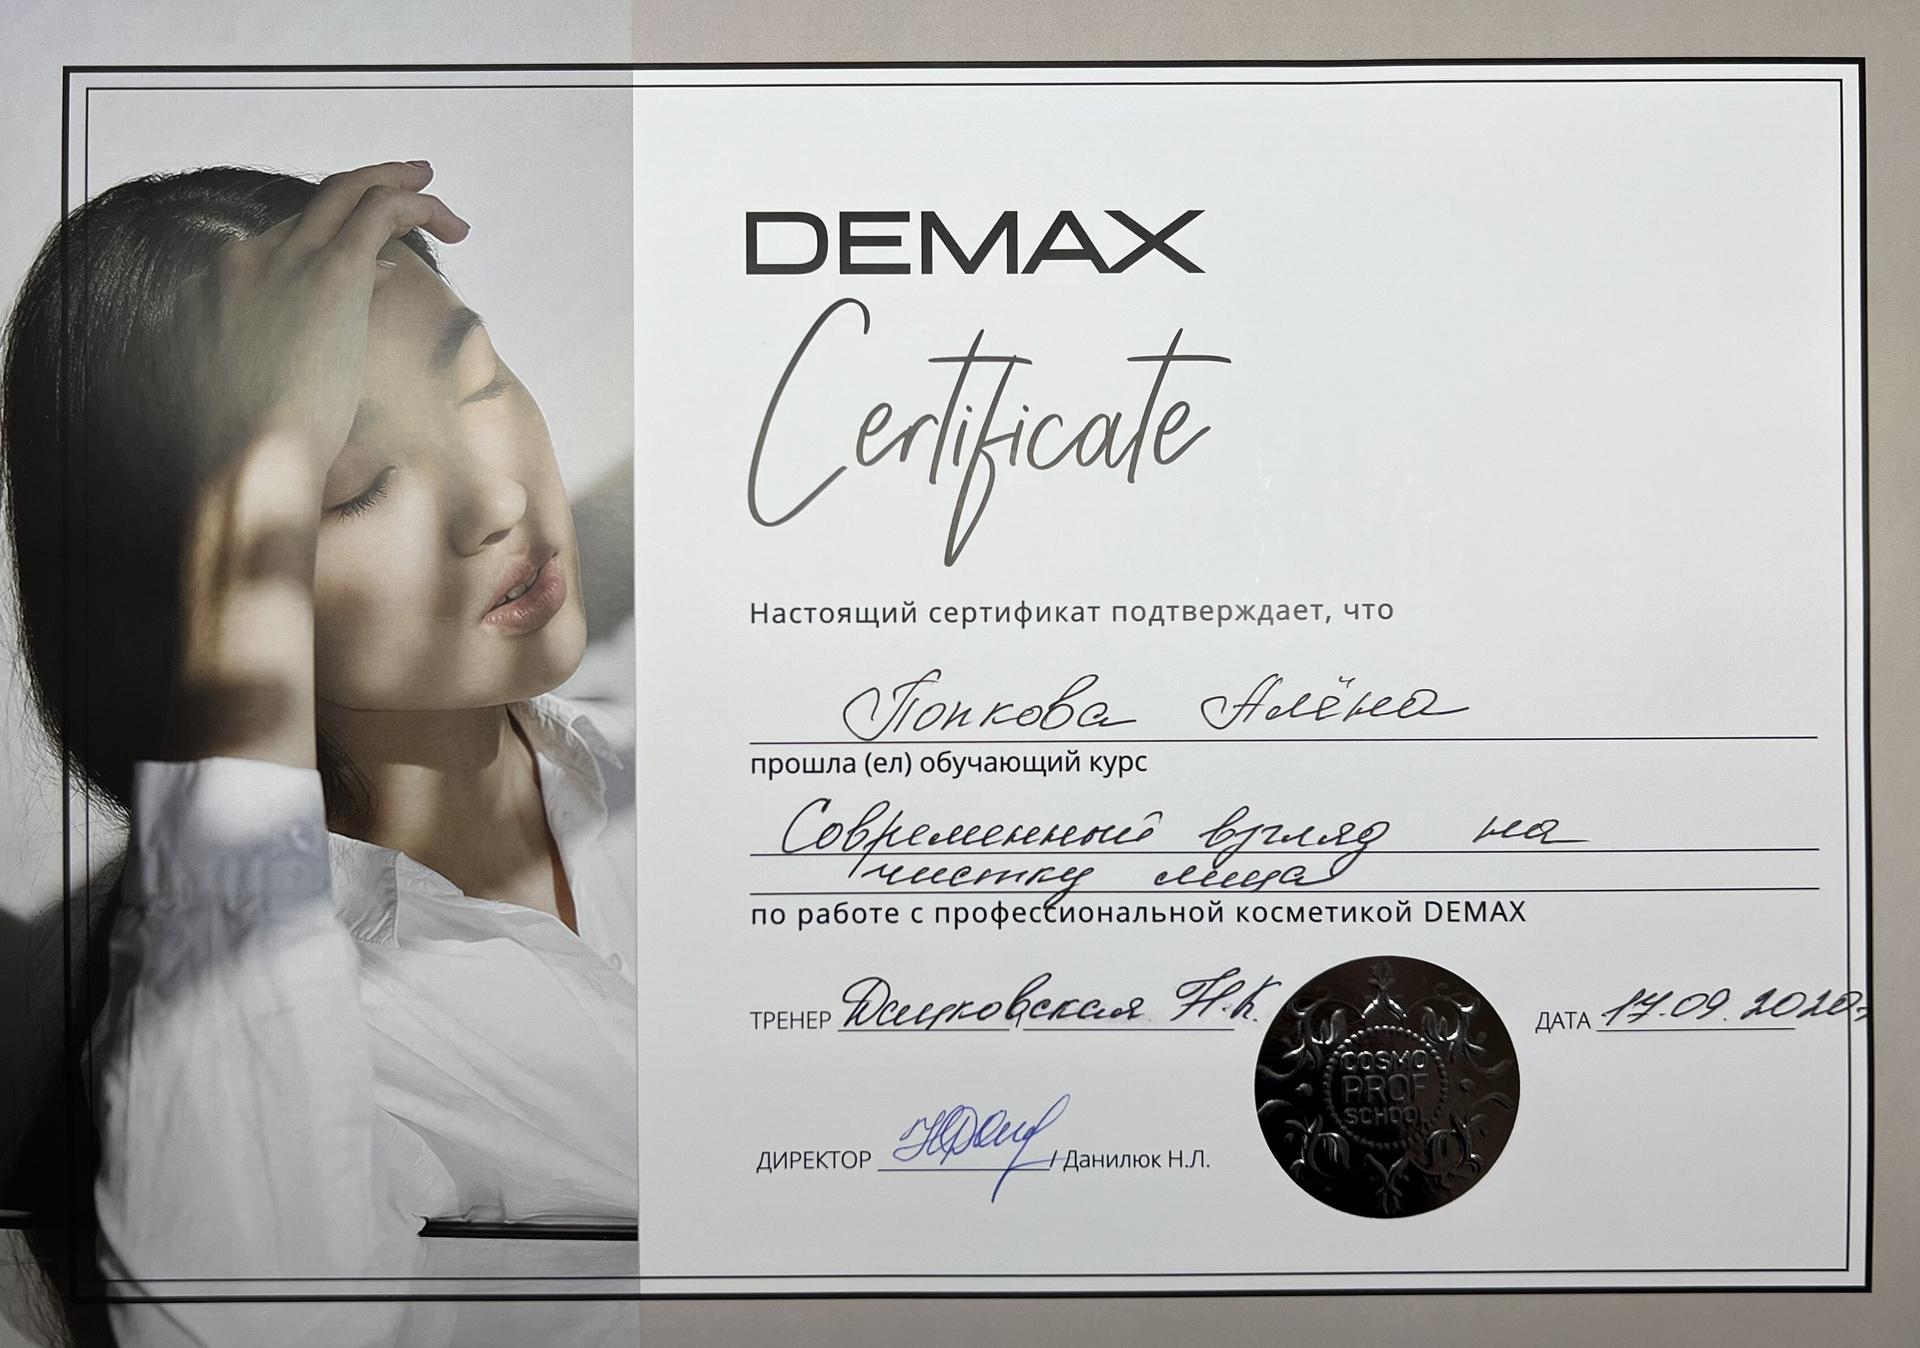 DEMAX
Certificate
Настоящий сертификат подтверждает, что
Попкова Алёна
прошла (ел) обучающий курс
Современный взгляд на
чистку лица
по работе с профессиональной косметикой DEMAX
ТРЕНЕР Н.К. ДАТА 17.09.2020г
COSMO
PROF
SCHOOL
ДИРЕКТОР / Данилюк Н.Л.